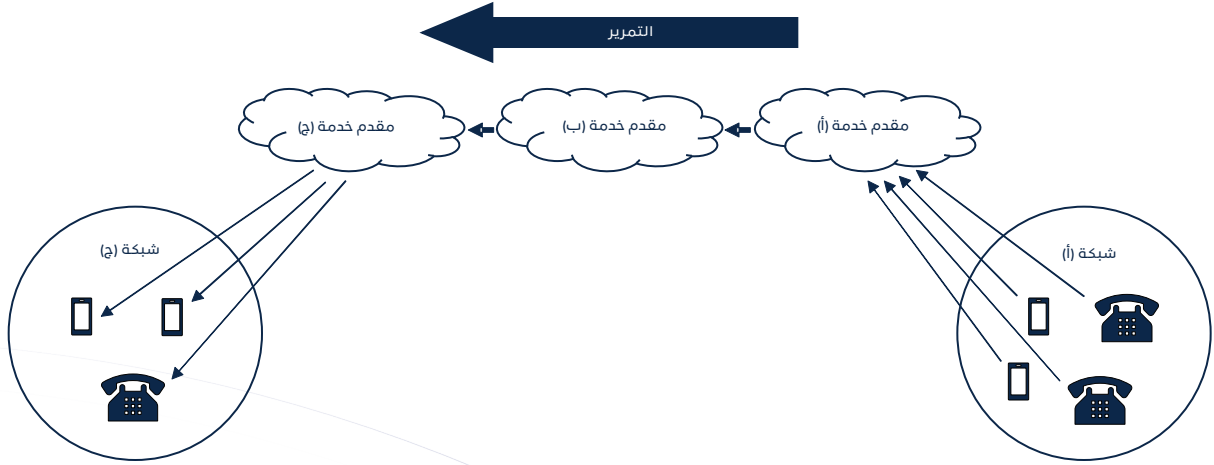 التمرير
مقدم خدمة (أ)
مقدم خدمة (ب)
مقدم خدمة (ج)
شبكة (أ)
شبكة (ج)